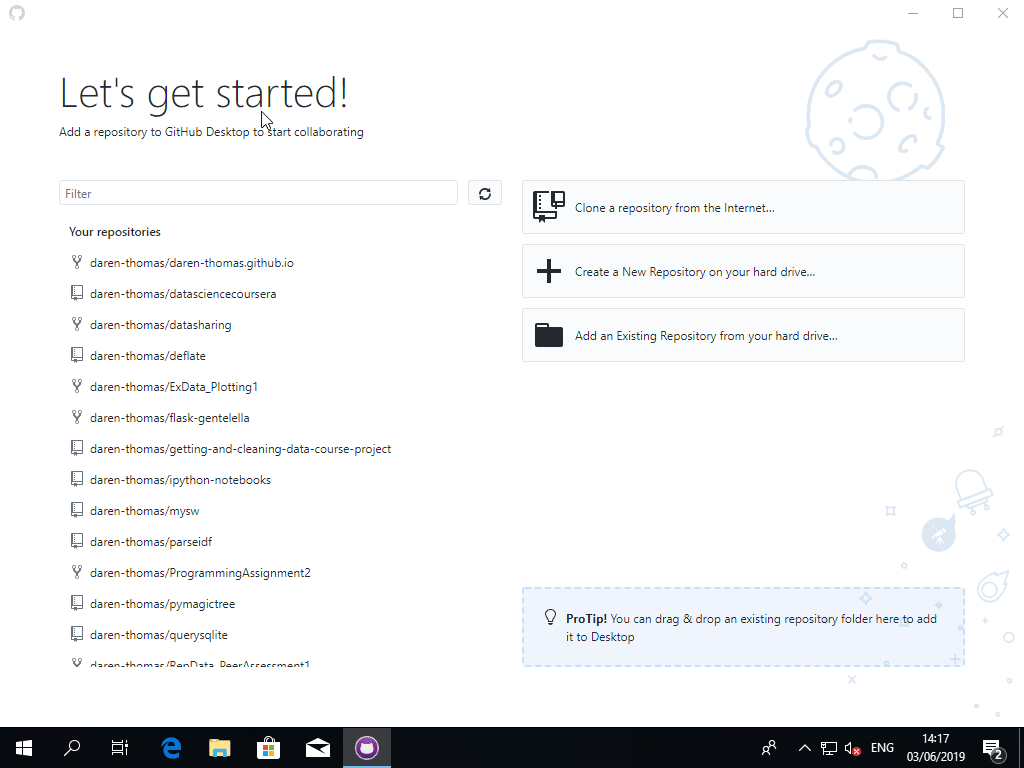 Let's get started!
Add a repository to GitHub Desktop to start collaborating
Filter
Your repositories
daren-thomas/daren-thomas.github.io
daren-thomas/datasciencecoursera
daren-thomas/datasharing
daren-thomas/deflate
daren-thomas/ExData_Plotting1
daren-thomas/flask-gentelella
daren-thomas/getting-and-cleaning-data-course-project
daren-thomas/ipython-notebooks
daren-thomas/mysw
daren-thomas/parseidf
daren-thomas/ProgrammingAssignment2
daren-thomas/pymagictree
daren-thomas/querysqlite
daren-thomas/RepData_PeerAssessment1
Clone a repository from the Internet...
Create a New Repository on your hard drive...
Add an Existing Repository from your hard drive...
ProTip! You can drag & drop an existing repository folder here to add
it to Desktop
ENG
14:17
03/06/2019
2